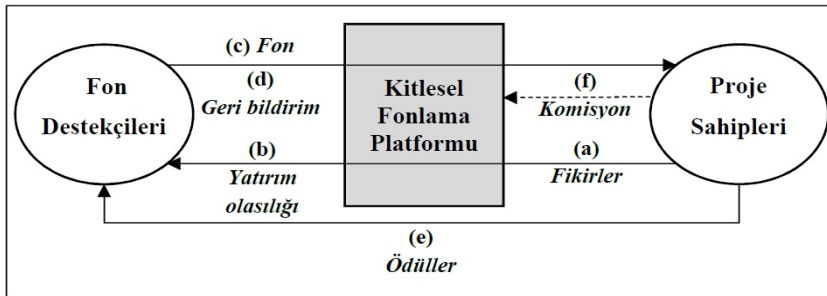 (c) Fon
(d)
Geri bildirim
Fon
Destekçileri
(b)
Yatırım
olasılığı
Kitlesel
Fonlama
Platformu
(f)
Komisyon
(a)
Fikirler
Proje
Sahipleri
(e)
Ödüller